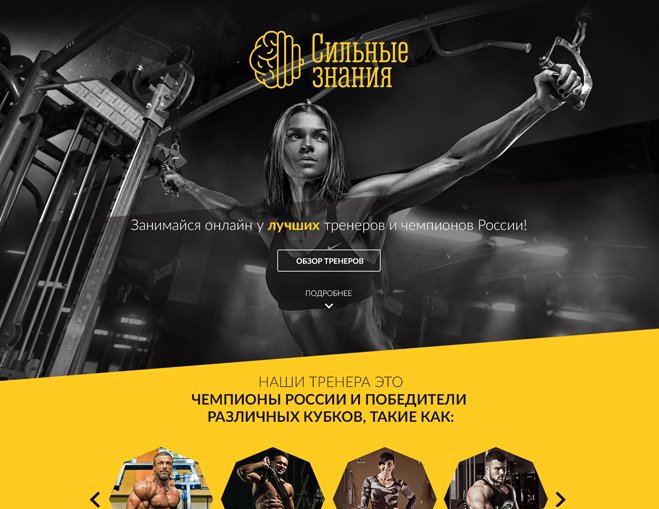 Сильные
знания
Занимайся онлайн у лучших тренеров и чемпионов России!
ОБЗОР ТРЕНЕРОВ
ПОДРОБНЕЕ
НАШИ ТРЕНЕРА ЭТО
ЧЕМПИОНЫ РОССИИ И ПОБЕДИТЕЛИ
РАЗЛИЧНЫХ КУБКОВ, ТАКИЕ КАК: